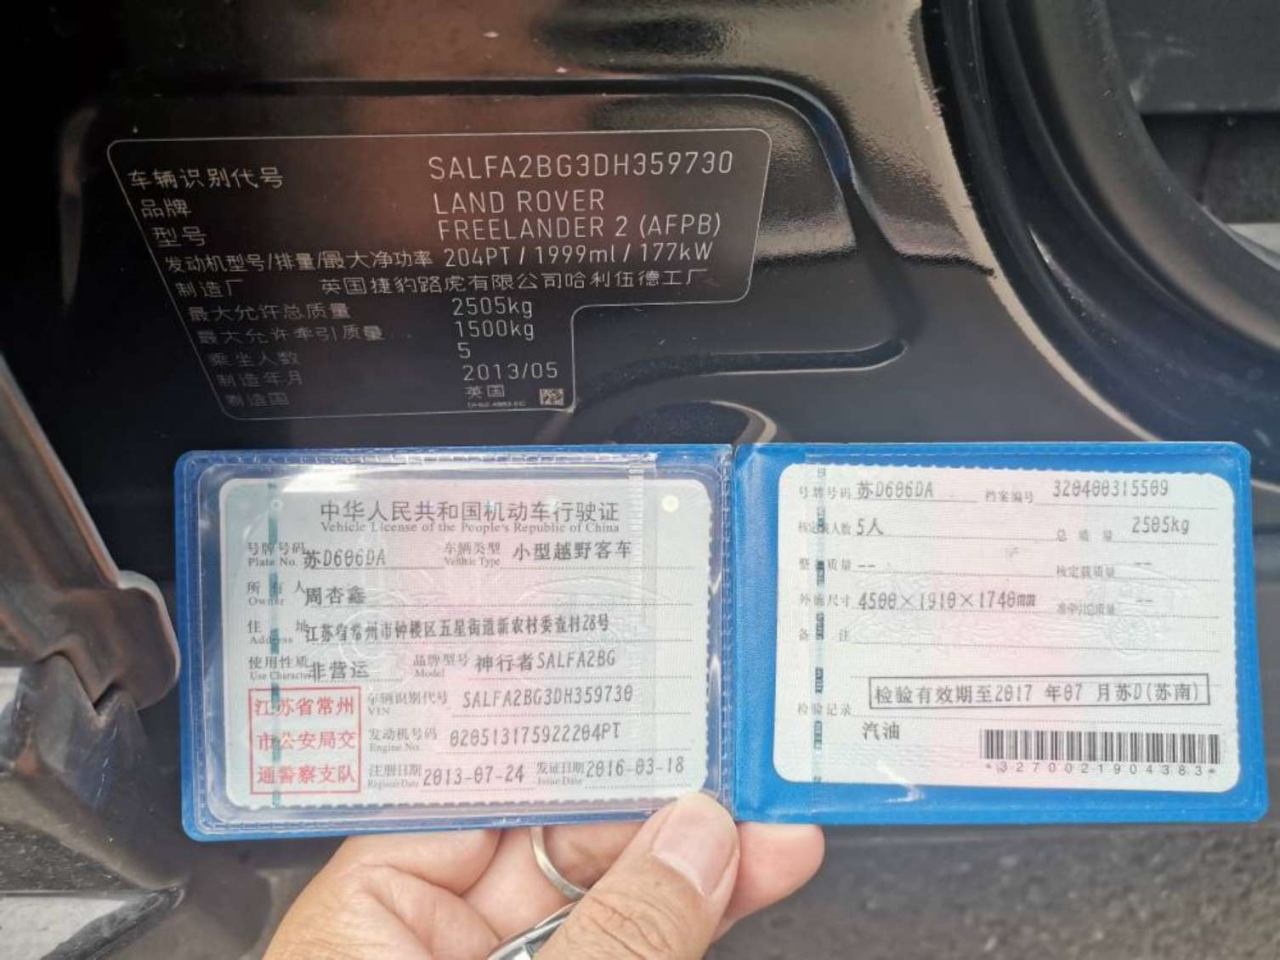 车辆识别代号 SALFA2BG3DH359730
品牌 LAND ROVER
型号 FREELANDER 2 (AFPB)
发动机型号/排量/最大净功率 204PT / 1999ml / 177kW
制造厂 英国捷豹路虎有限公司哈利伍德工厂
最大允许总质量 2505kg
最大允许牵引质量 1500kg
乘坐人数 5
制造年月 2013/05
制造国 英国
中华人民共和国机动车行驶证
Vehicle License of the People's Republic of China
号牌号码 苏D606DA 车辆类型 小型越野客车
Plate No. Vehicle Type
所有人 周杏鑫
Owner
住址 江苏省常州市钟楼区五星街道新农村委查村28号
Address
使用性质 非营运 品牌型号 神行者SALFA2BG
Use Character Model
江苏省常州
市公安局交
通警察支队
车辆识别代号 SALFA2BG3DH359730
VIN
发动机号码 020513175922204PT
Engine No.
注册日期 2013-07-24 发证日期 2016-03-18
Register Date Issue Date
号牌号码 苏D606DA 档案编号 320400315509
核定载人数 5人 总质量 2505kg
整备质量 -- 核定载质量 --
外廓尺寸 4500×1910×1740mm 准牵引总质量 --
备注
检验记录 检验有效期至2017年07月苏D(苏南)
汽油
*3270021904383*